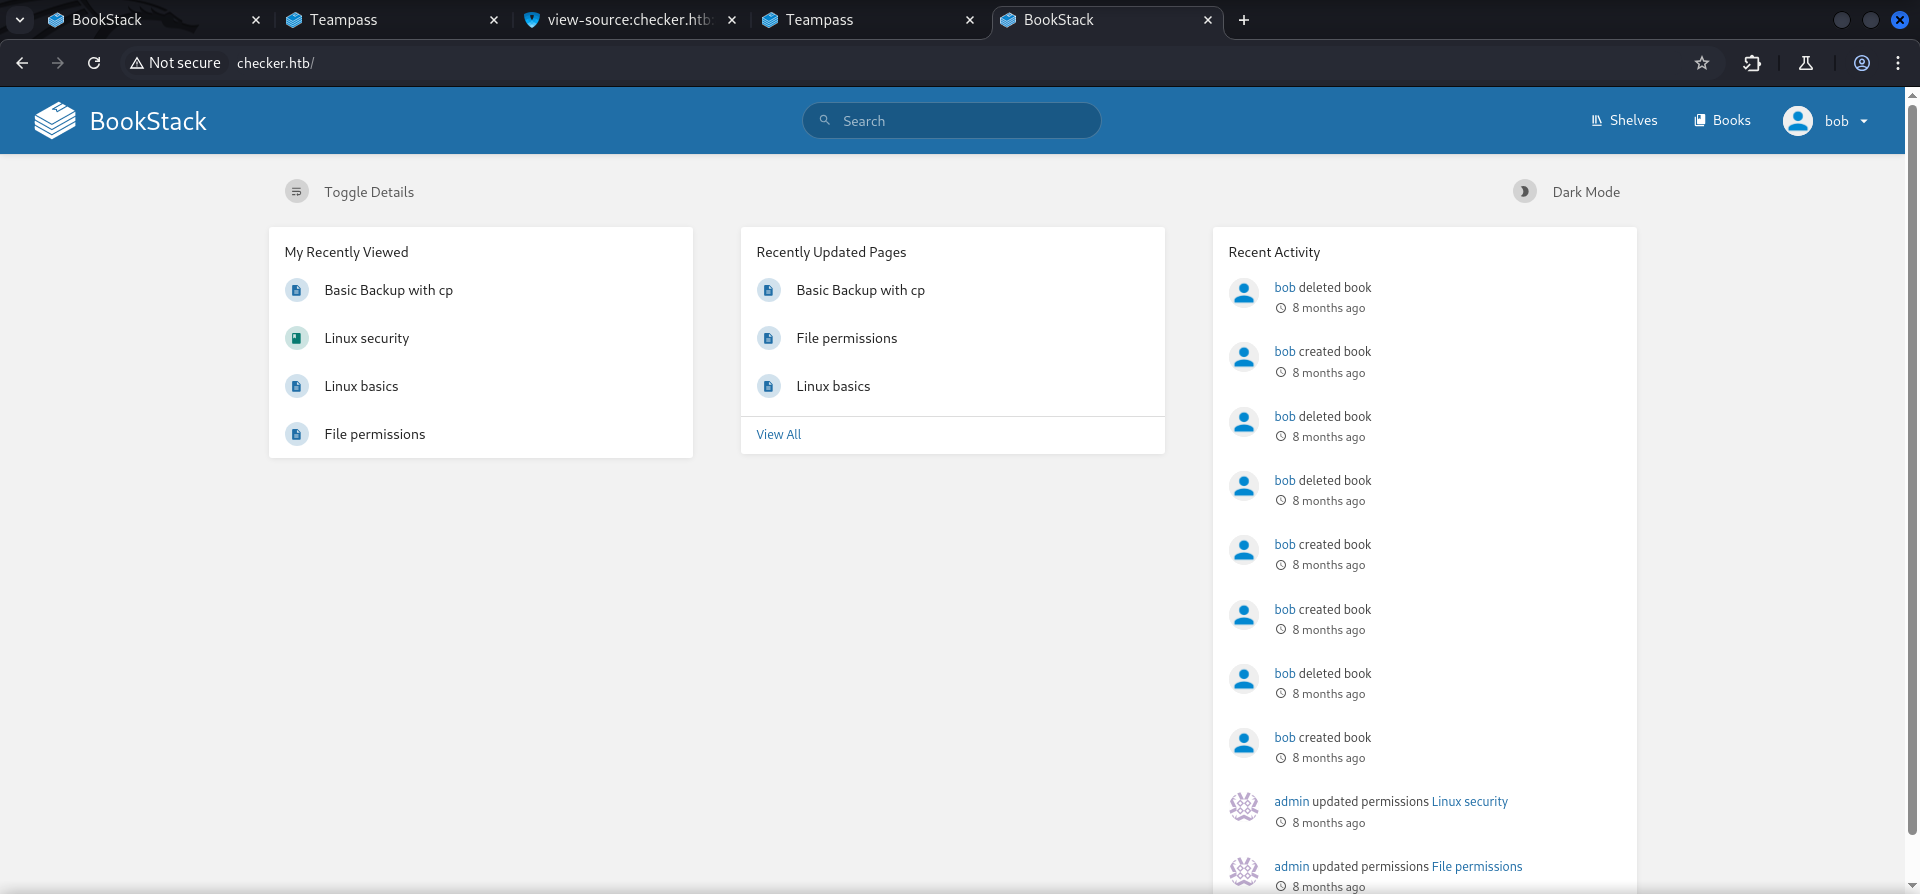 BookStack
Teampass
view-source:checker.htb:
Teampass
BookStack
Not secure
checker.htb/
BookStack
Search
Shelves
Books
bob
Toggle Details
Dark Mode
My Recently Viewed
Basic Backup with cp
Linux security
Linux basics
File permissions
Recently Updated Pages
Basic Backup with cp
File permissions
Linux basics
View All
Recent Activity
bob deleted book
8 months ago
bob created book
8 months ago
bob deleted book
8 months ago
bob deleted book
8 months ago
bob created book
8 months ago
bob created book
8 months ago
bob deleted book
8 months ago
bob created book
8 months ago
admin updated permissions Linux security
8 months ago
admin updated permissions File permissions
8 months ago